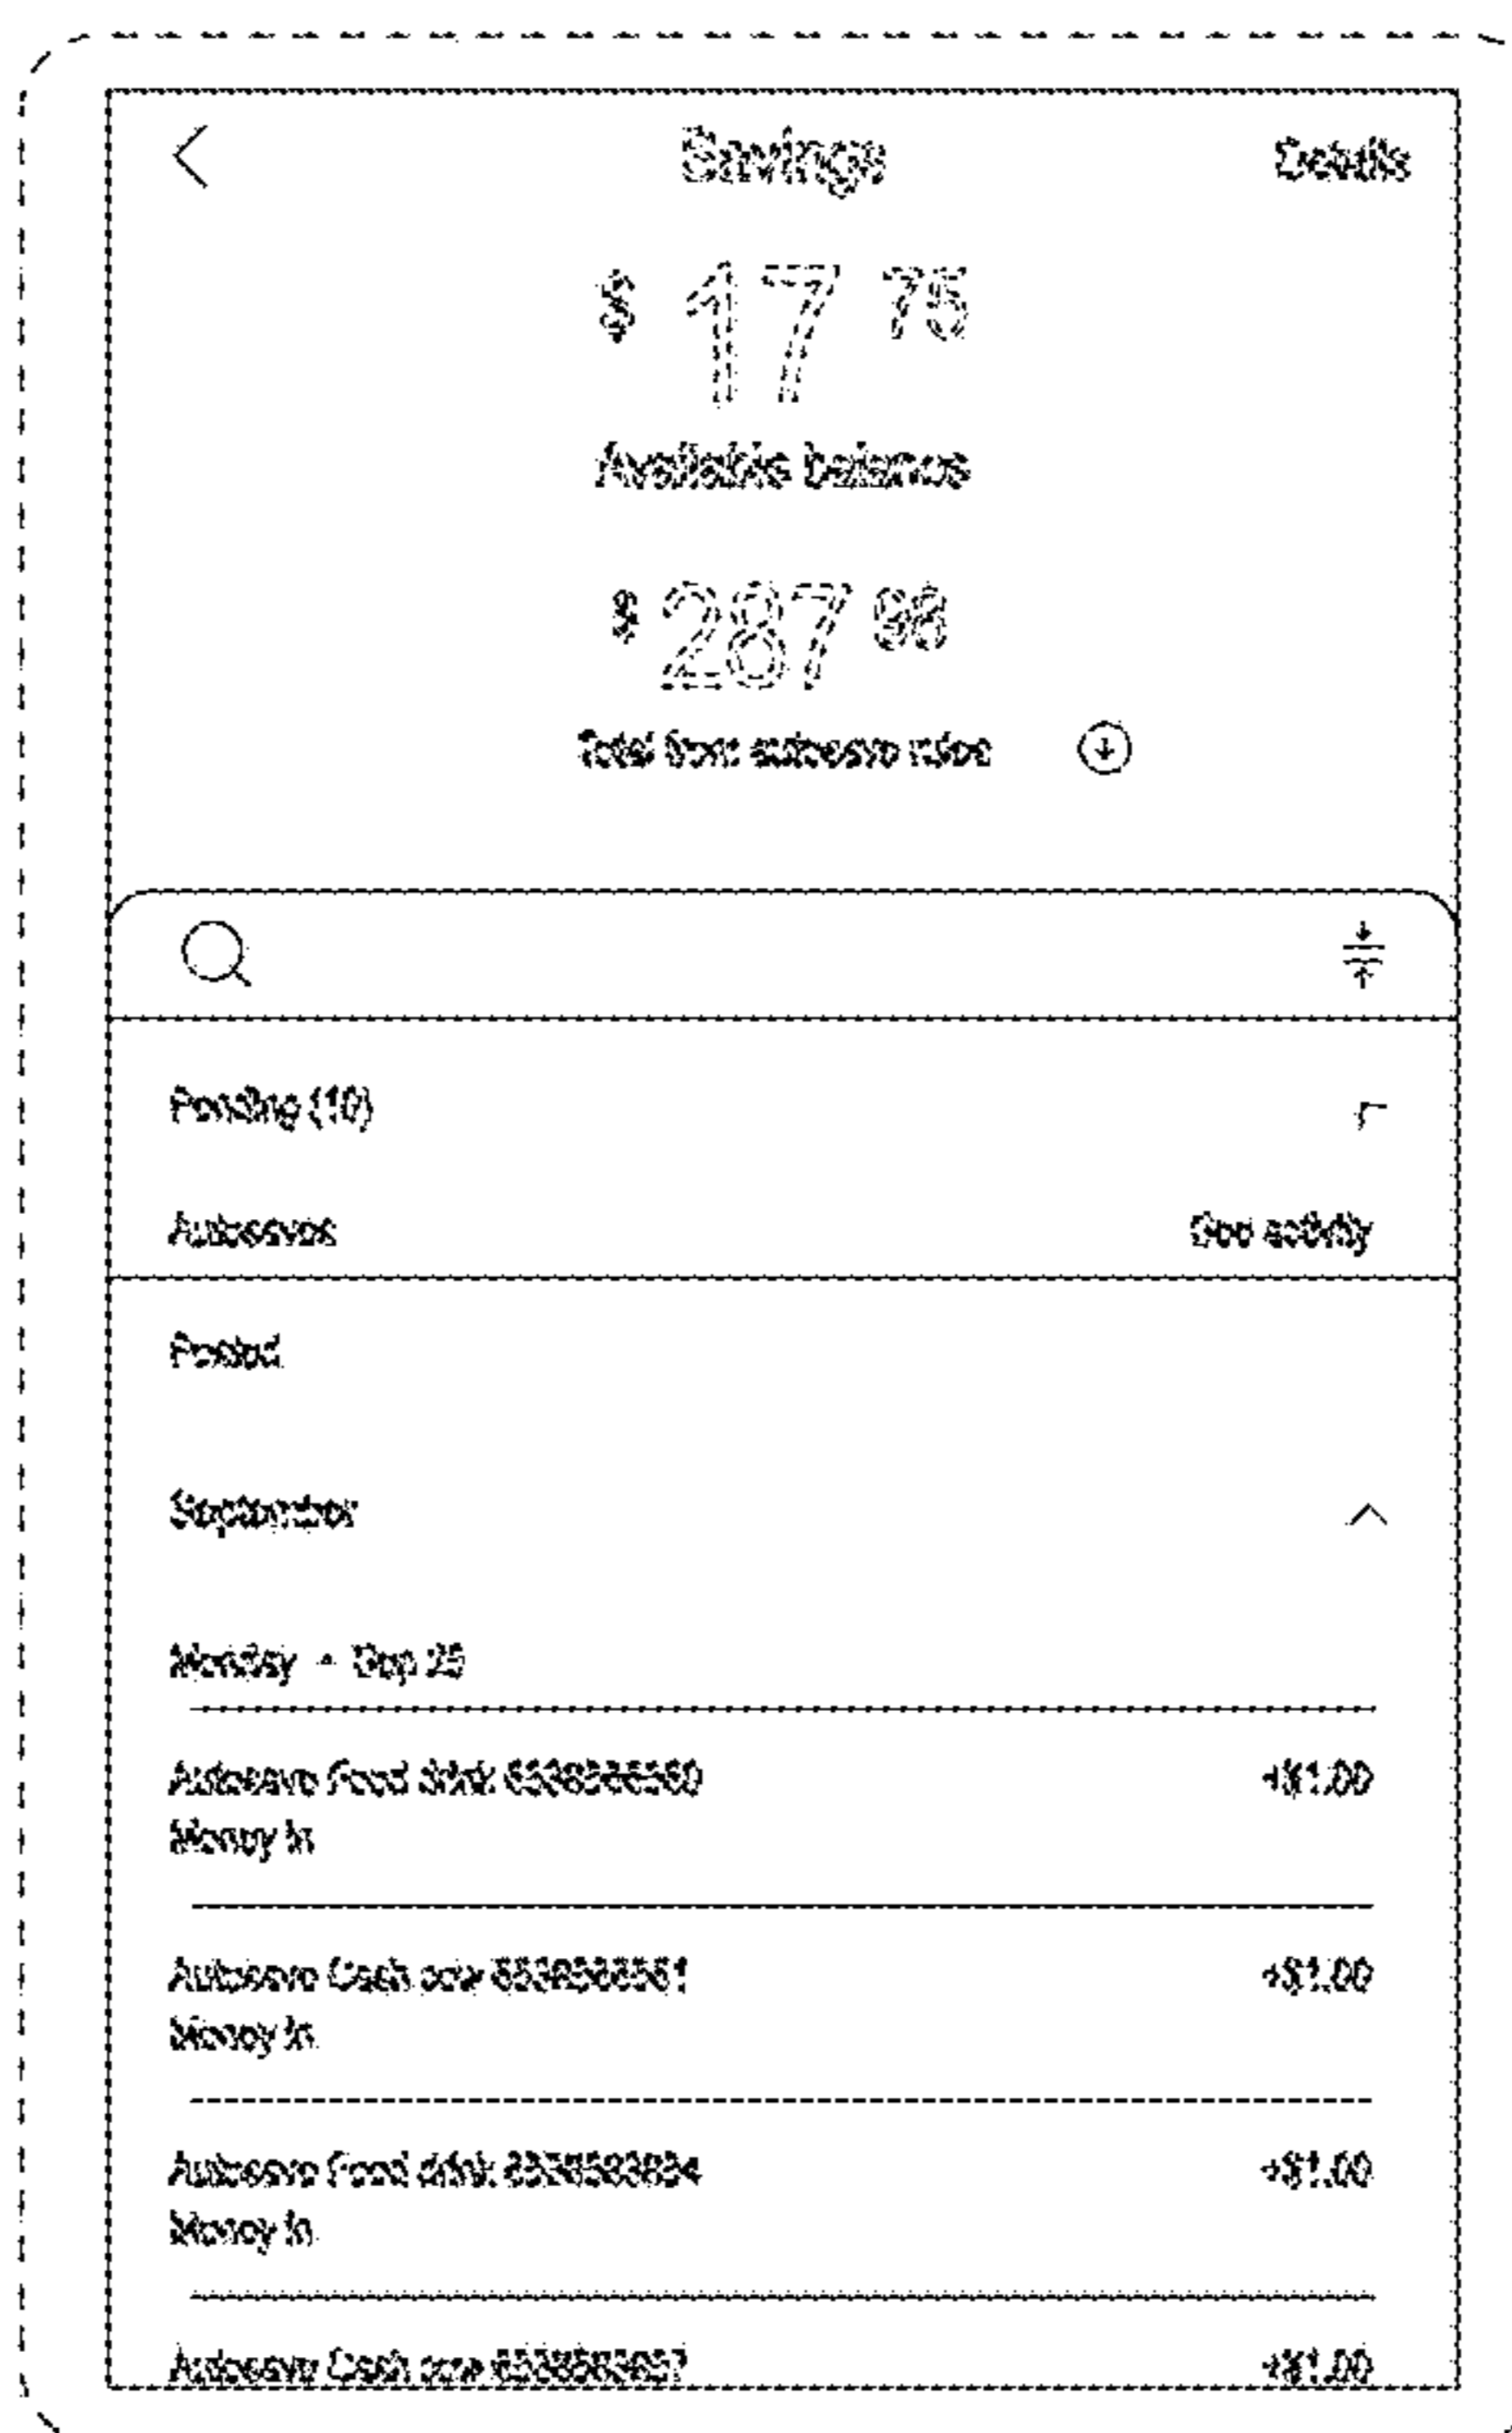 Savings Details
$ 17 75
Available balance
$ 287
Total from autosave rules
Pending (10)
Autosaves See activity
Posted
September
Monday • Sep 25
Autosave Food drink +$1.00
Money In
Autosave Cash +$1.00
Money In
Autosave Food drink +$1.00
Money In
Autosave Cash +$1.00